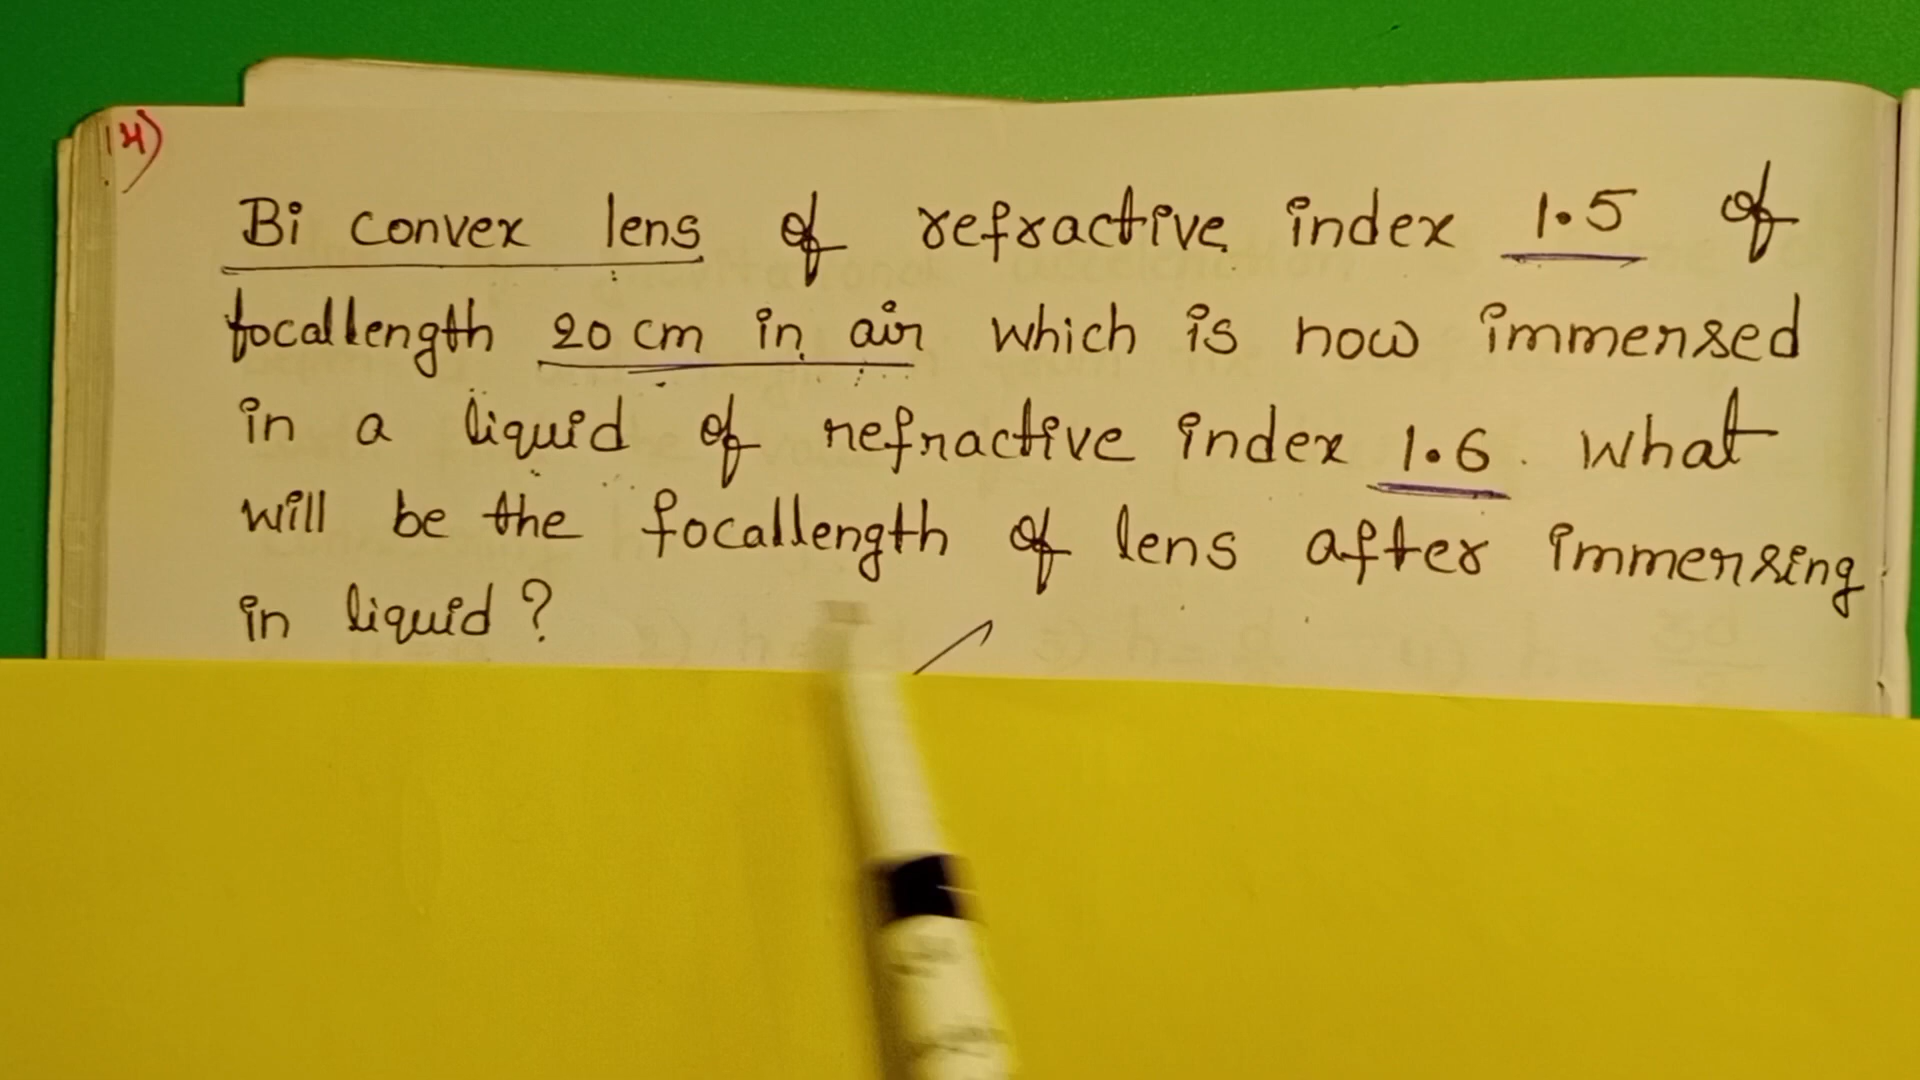 14)
Bi convex lens of refractive index 1.5 of
focallength 20 cm in air which is now immersed
in a liquid of refractive index 1.6. What
will be the focallength of lens after immersing
in liquid?